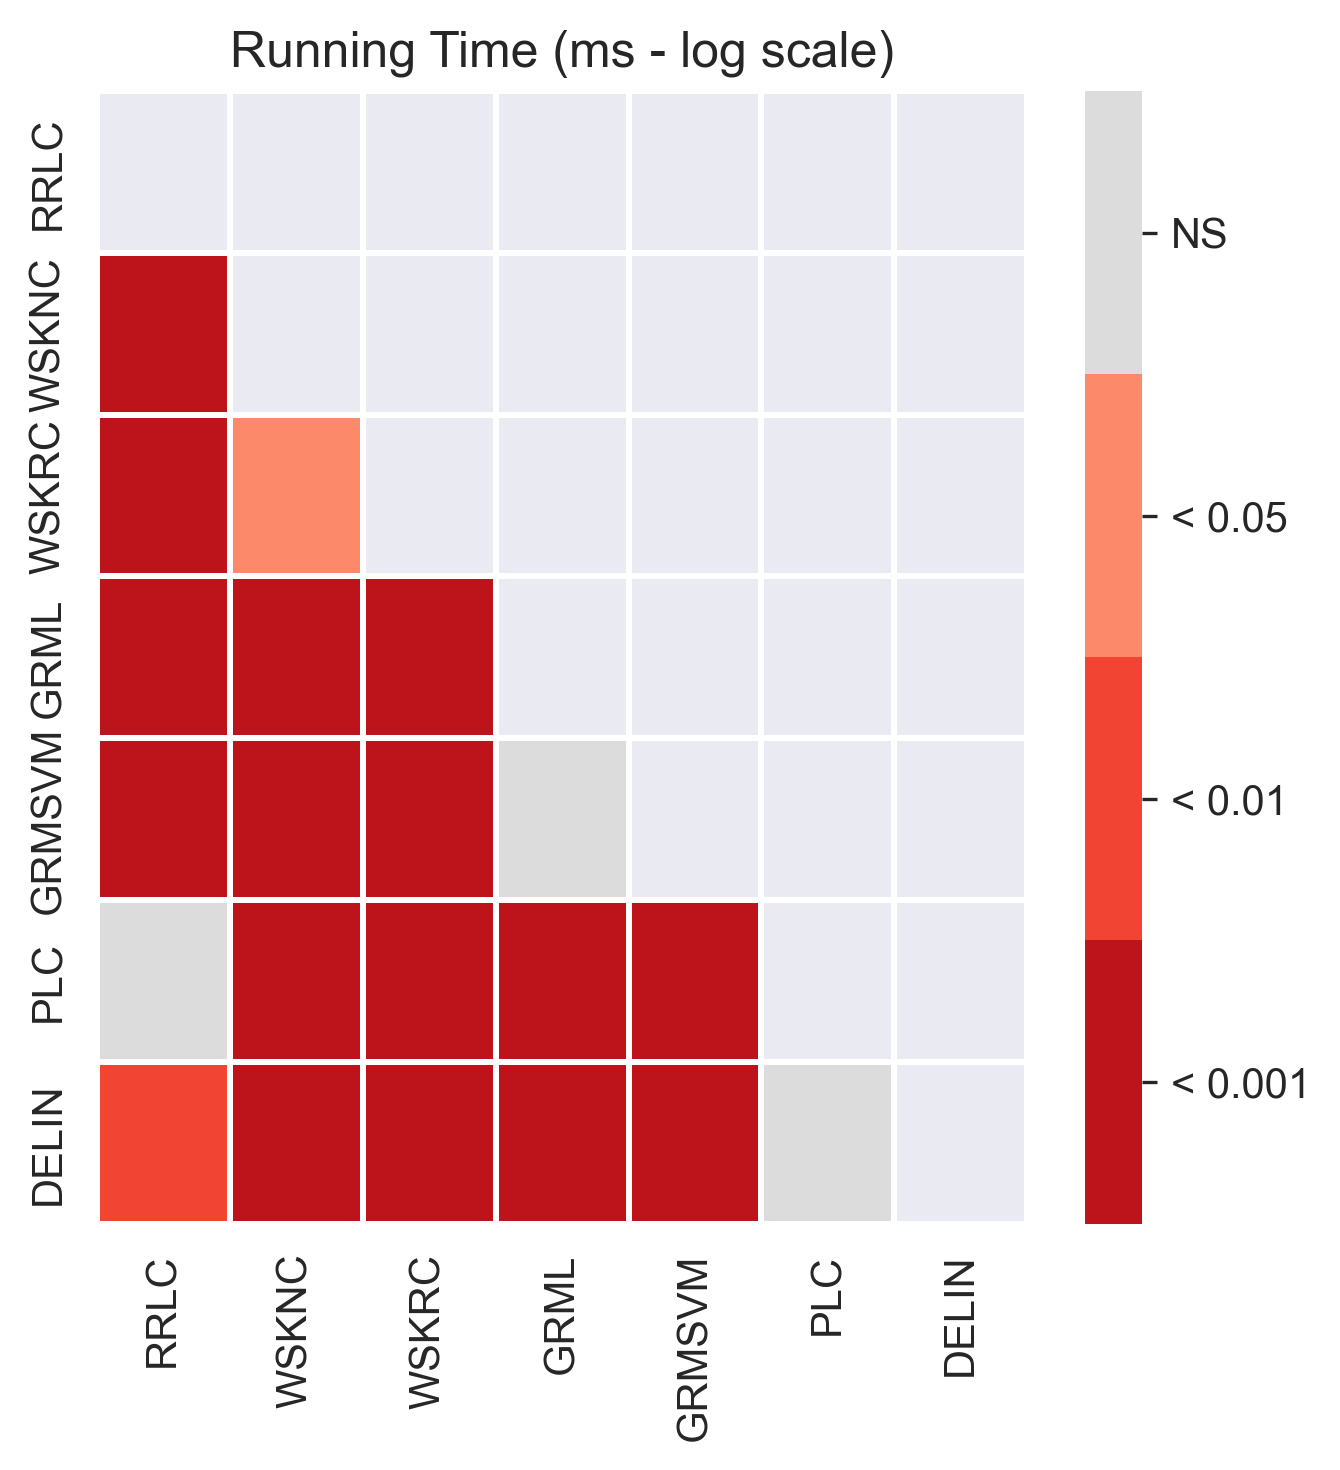 Running Time (ms - log scale)
RRLC
WSKNC
WSKRC
GRML
GRMSVM
PLC
DELIN
RRLC
WSKNC
WSKRC
GRML
GRMSVM
PLC
DELIN
NS
< 0.05
< 0.01
< 0.001